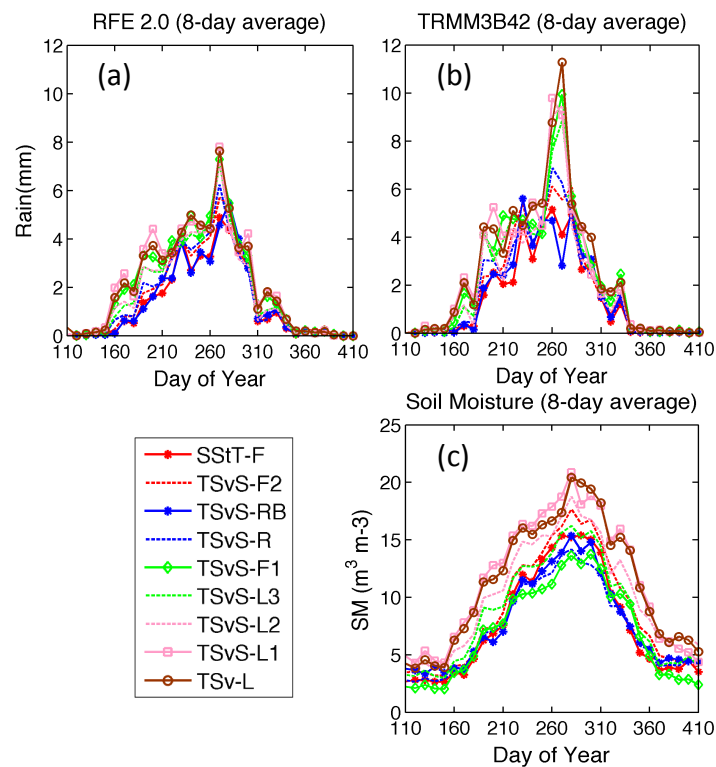 RFE 2.0 (8-day average)
TRMM3B42 (8-day average)
(a)
(b)
Rain(mm)
12
10
8
6
4
2
0
110 160 210 260 310 360 410
Day of Year
12
10
8
6
4
2
0
110 160 210 260 310 360 410
Day of Year
Soil Moisture (8-day average)
(c)
SM (m³ m-3)
25
20
15
10
5
0
110 160 210 260 310 360 410
Day of Year
SStT-F
TSvS-F2
TSvS-RB
TSvS-R
TSvS-F1
TSvS-L3
TSvS-L2
TSvS-L1
TSv-L